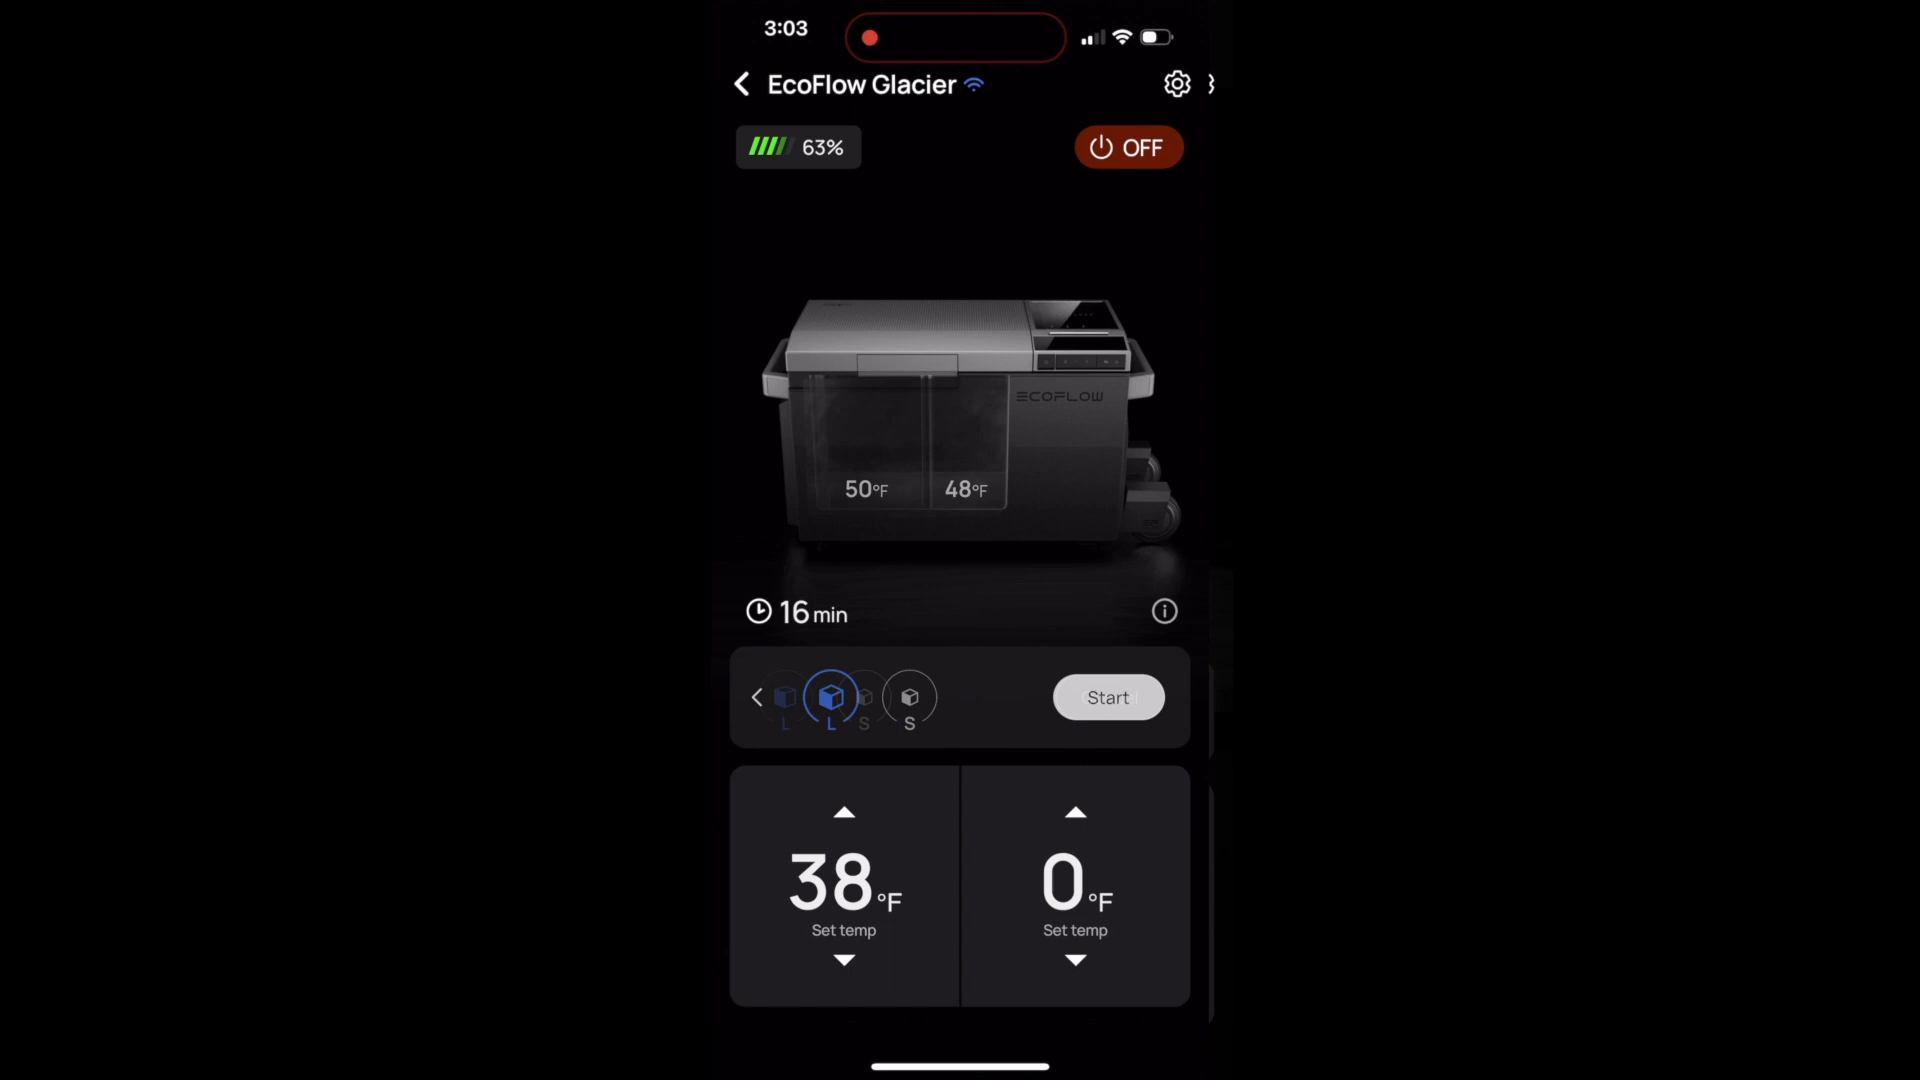 3:03
EcoFlow Glacier
63%
OFF
ECOFLOW
50°F
48°F
16 min
L
L
S
S
Start
38°F
0°F
Set temp
Set temp